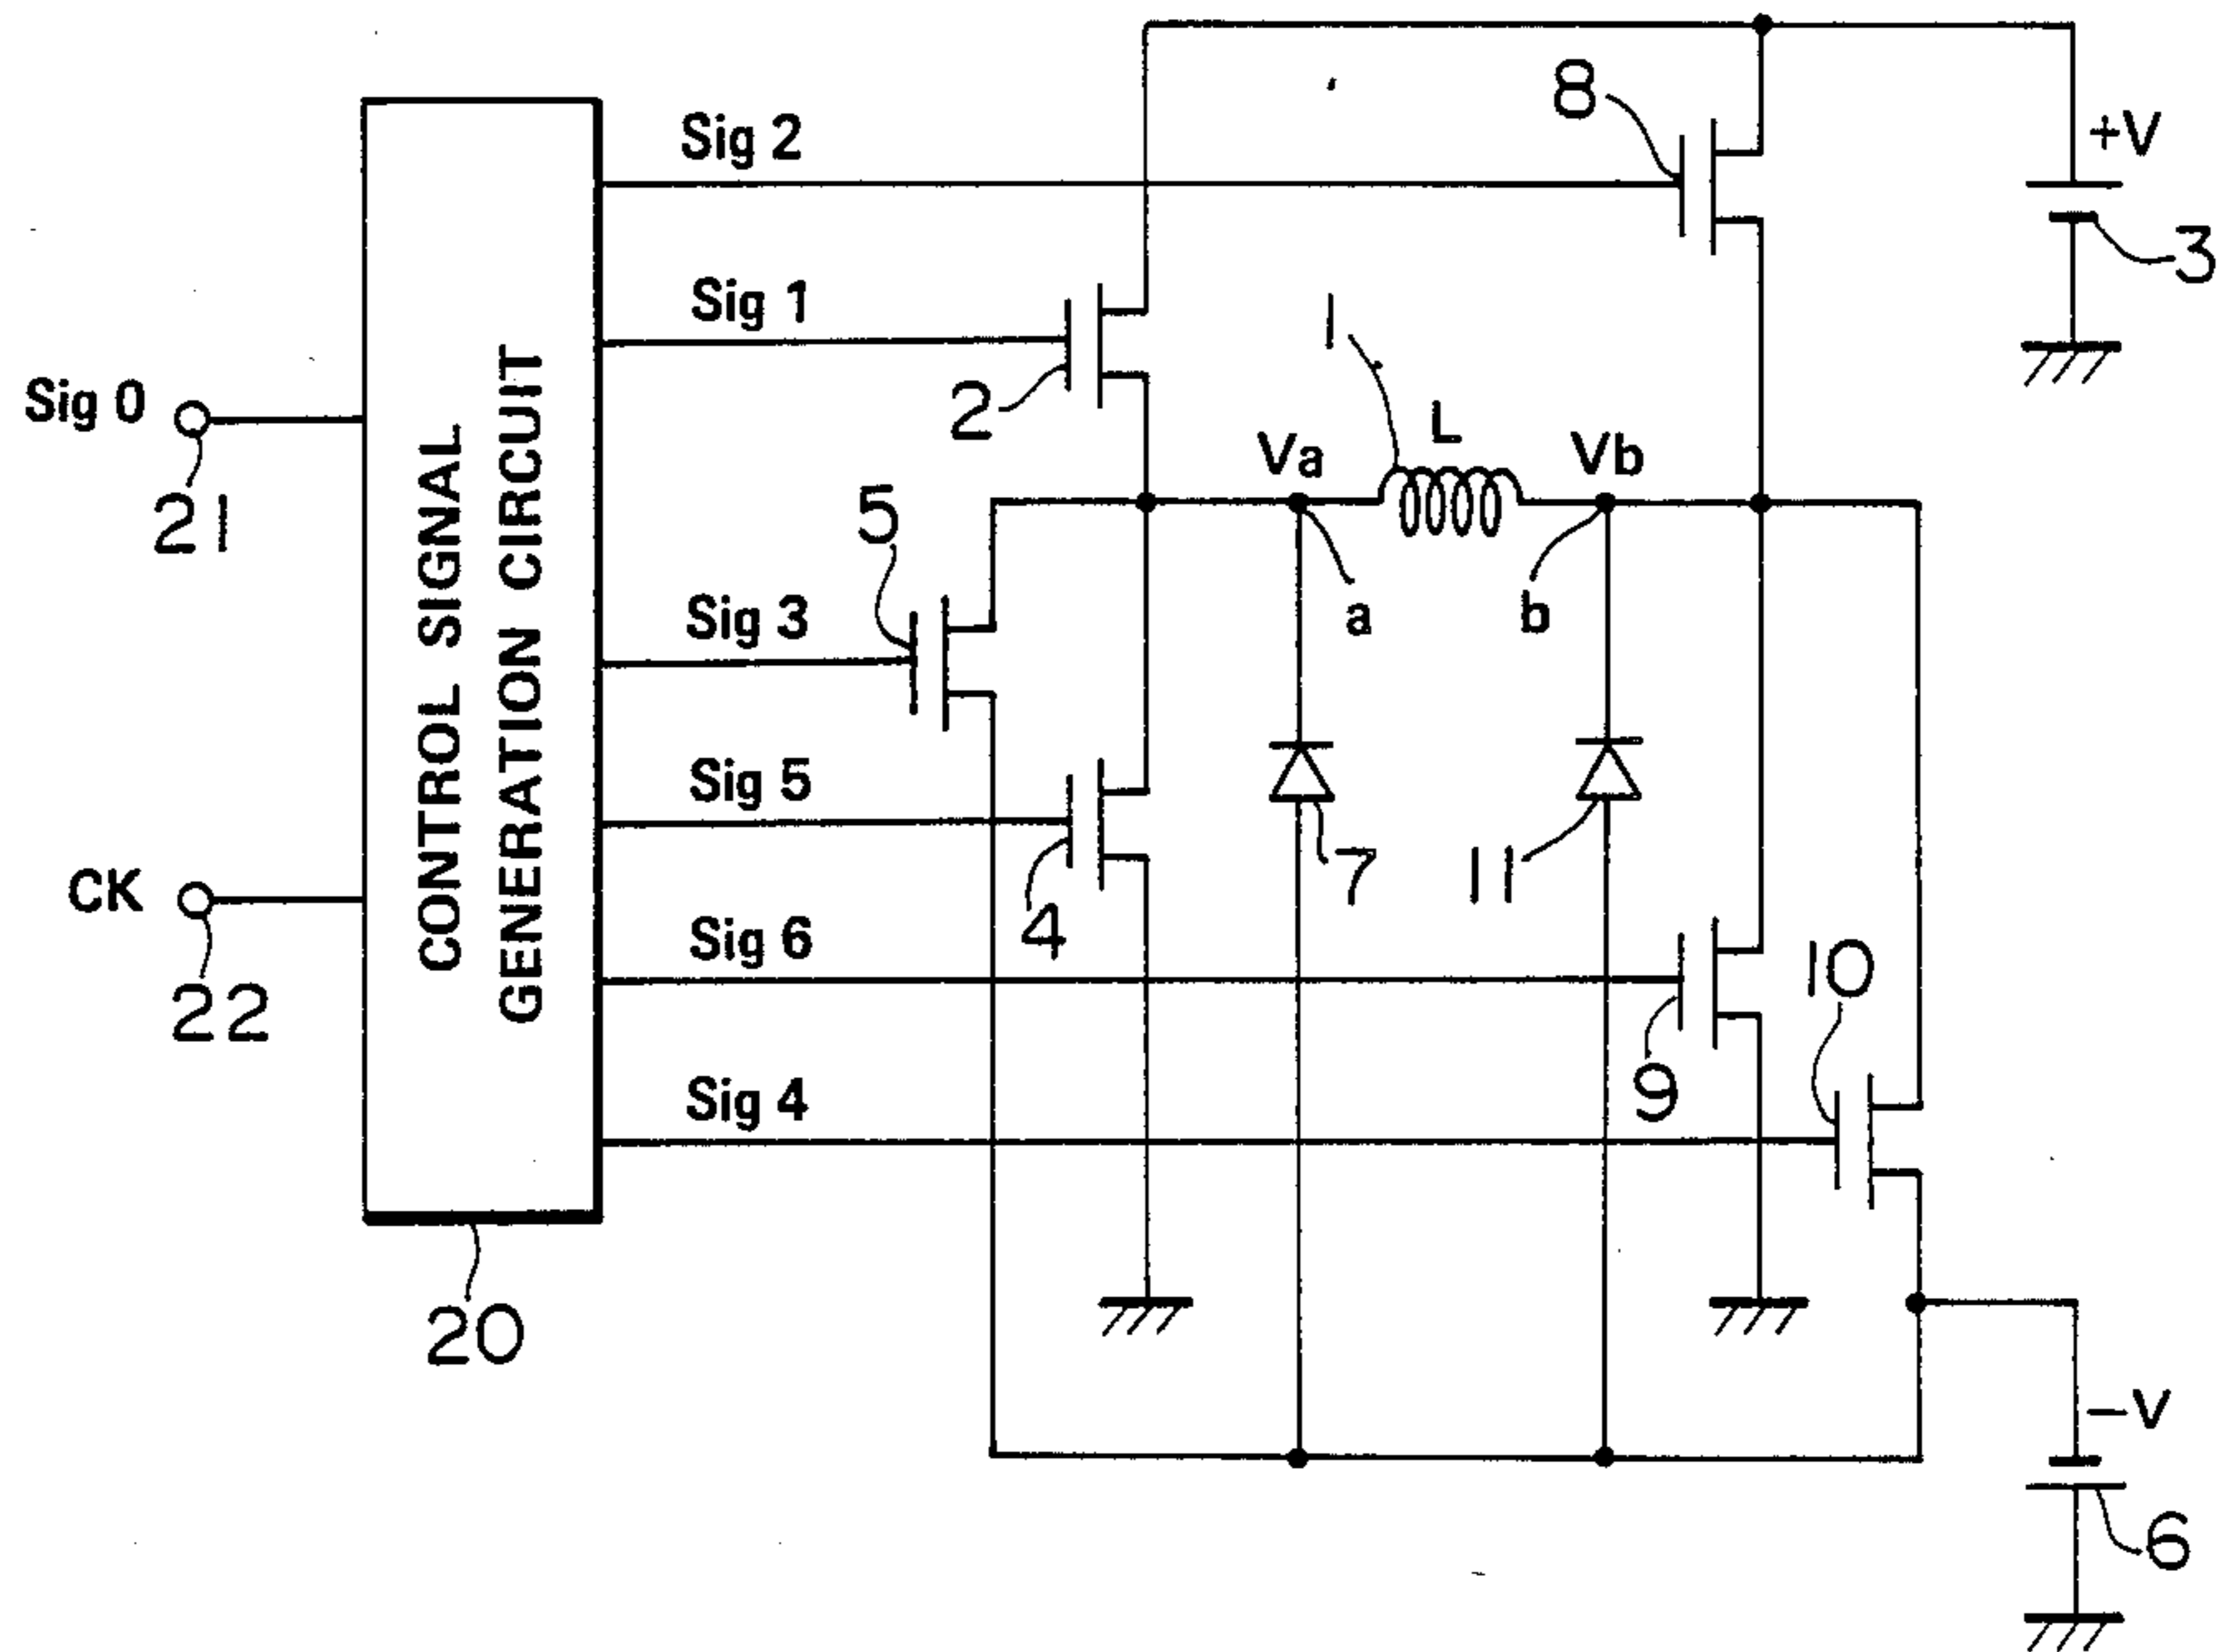 8
+V
Sig 2
3
Sig 1
1
2
L
Sig 0
Va
Vb
21
5
a
b
Sig 3
CONTROL SIGNAL
GENERATION CIRCUIT
Sig 5
7
11
CK
4
Sig 6
10
22
9
Sig 4
20
−V
6